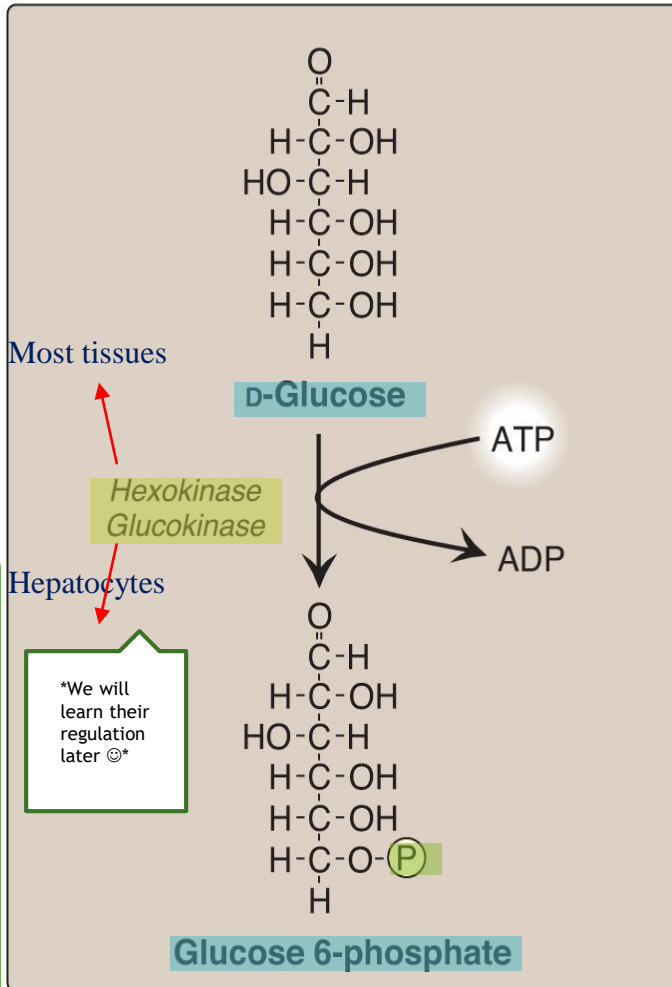 O
C-H
H-C-OH
HO-C-H
H-C-OH
H-C-OH
H-C-OH
H
Most tissues
D-Glucose
ATP
Hexokinase
Glucokinase
ADP
Hepatocytes
O
C-H
H-C-OH
HO-C-H
H-C-OH
H-C-OH
H-C-O-P
H
*We will
learn their
regulation
later ☺*
Glucose 6-phosphate